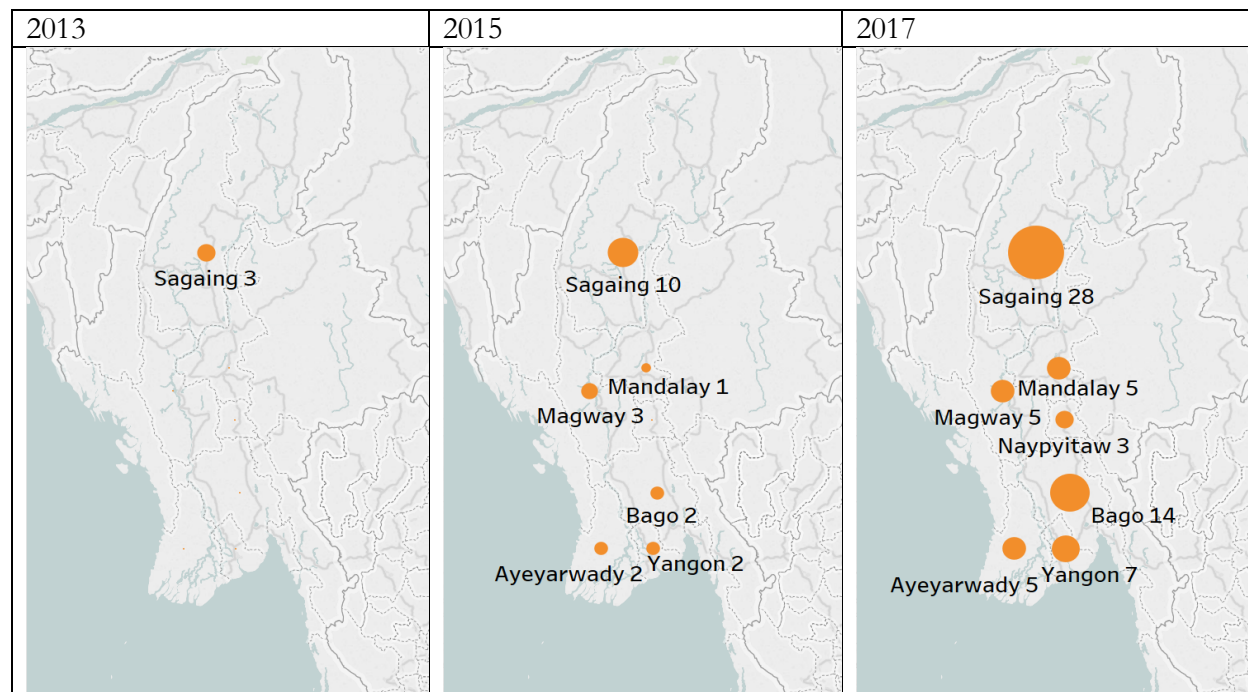 2013
2015
2017
Sagaing 3
Sagaing 10
Mandalay 1
Magway 3
Bago 2
Ayeyarwady 2
Yangon 2
Sagaing 28
Mandalay 5
Magway 5
Naypyitaw 3
Bago 14
Ayeyarwady 5
Yangon 7